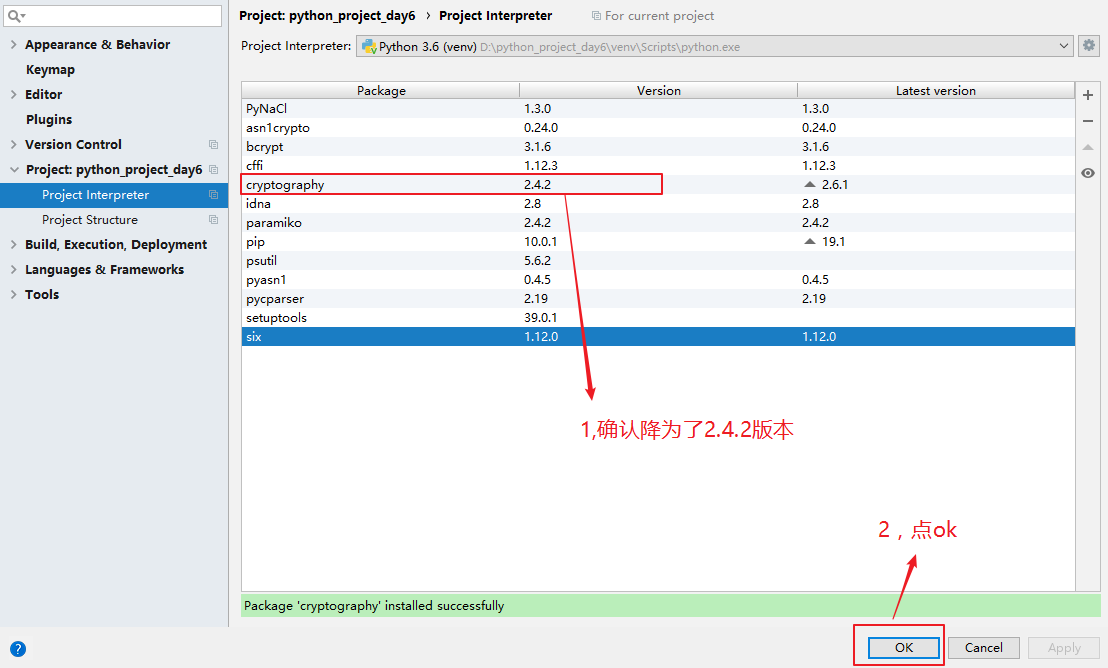 Project: python_project_day6 › Project Interpreter For current project
Appearance & Behavior
Keymap
Editor
Plugins
Version Control
Project: python_project_day6
Project Interpreter
Project Structure
Build, Execution, Deployment
Languages & Frameworks
Tools
Project Interpreter: Python 3.6 (venv) D:\python_project_day6\venv\Scripts\python.exe
Package Version Latest version
PyNaCl 1.3.0 1.3.0
asn1crypto 0.24.0 0.24.0
bcrypt 3.1.6 3.1.6
cffi 1.12.3 1.12.3
cryptography 2.4.2 2.6.1
idna 2.8 2.8
paramiko 2.4.2 2.4.2
pip 10.0.1 19.1
psutil 5.6.2
pyasn1 0.4.5 0.4.5
pycparser 2.19 2.19
setuptools 39.0.1
six 1.12.0 1.12.0
1,确认降为了2.4.2版本
2，点ok
Package 'cryptography' installed successfully
? OK Cancel Apply